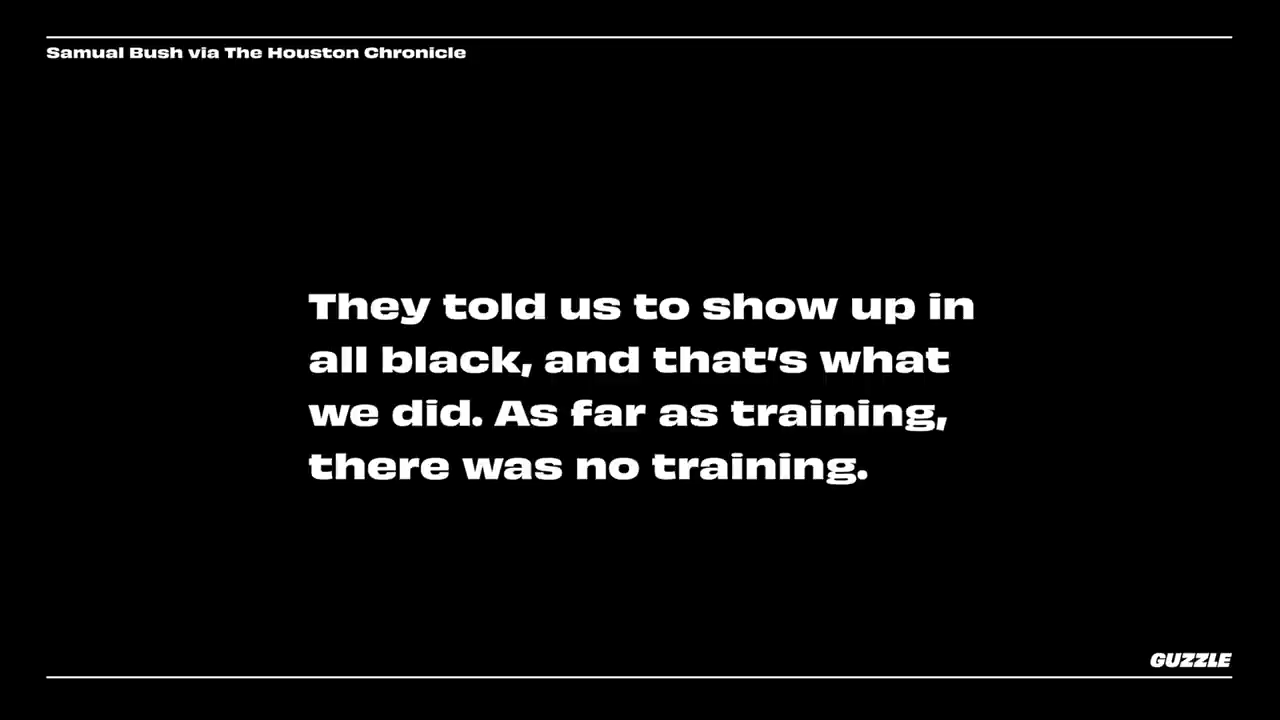 Samual Bush via The Houston Chronicle
They told us to show up in
all black, and that's what
we did. As far as training,
there was no training.
GUZZLE